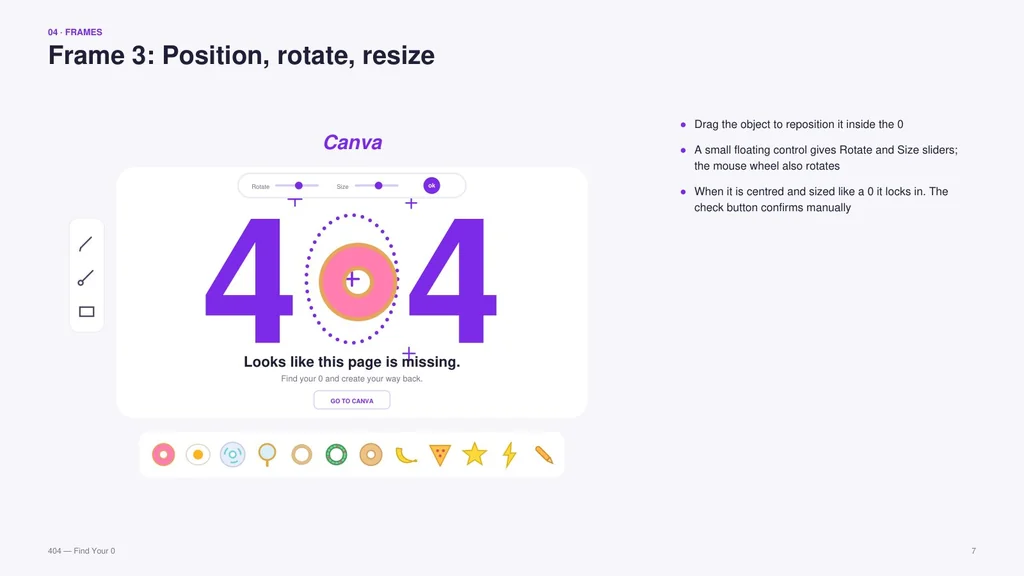 04 · FRAMES
Frame 3: Position, rotate, resize
Canva
Rotate
Size
ok
4 4
Looks like this page is missing.
Find your 0 and create your way back.
GO TO CANVA
Drag the object to reposition it inside the 0
A small floating control gives Rotate and Size sliders;
the mouse wheel also rotates
When it is centred and sized like a 0 it locks in. The
check button confirms manually
404 — Find Your 0
7